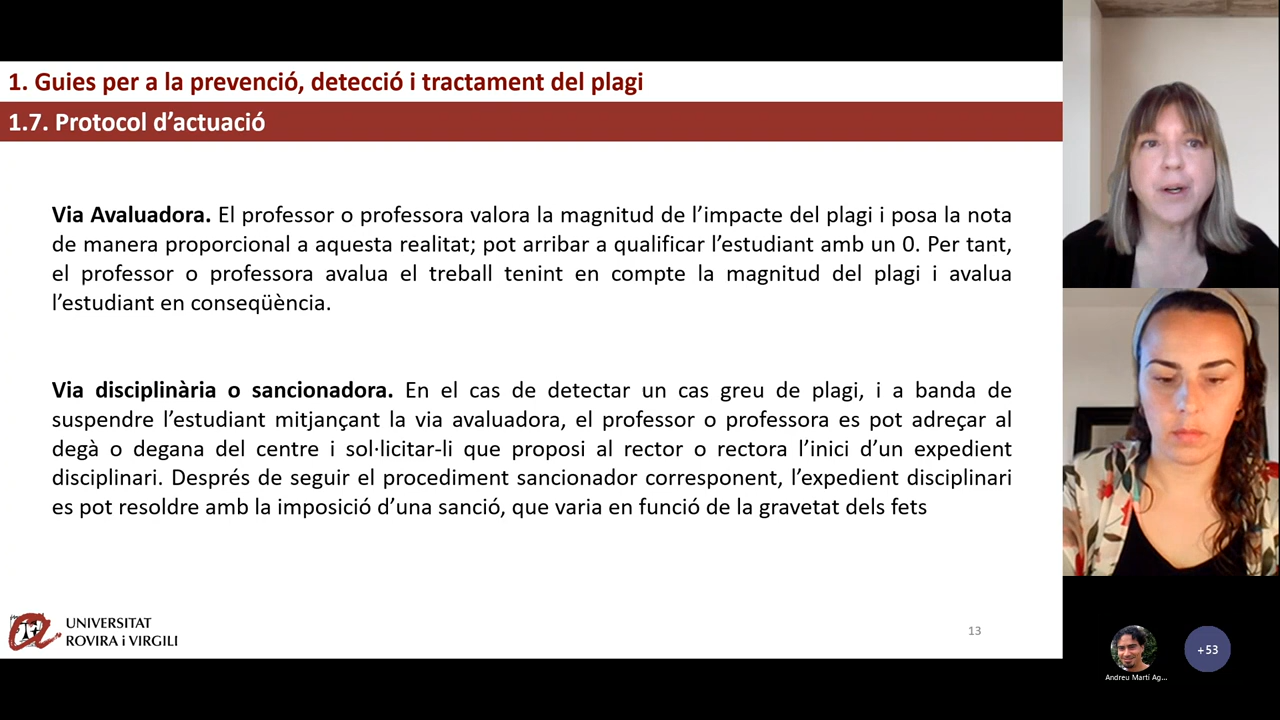 1. Guies per a la prevenció, detecció i tractament del plagi
1.7. Protocol d’actuació
Via Avaluadora. El professor o professora valora la magnitud de l’impacte del plagi i posa la nota
de manera proporcional a aquesta realitat; pot arribar a qualificar l’estudiant amb un 0. Per tant,
el professor o professora avalua el treball tenint en compte la magnitud del plagi i avalua
l’estudiant en conseqüència.
Via disciplinària o sancionadora. En el cas de detectar un cas greu de plagi, i a banda de
suspendre l’estudiant mitjançant la via avaluadora, el professor o professora es pot adreçar al
degà o degana del centre i sol·licitar-li que proposi al rector o rectora l’inici d’un expedient
disciplinari. Després de seguir el procediment sancionador corresponent, l’expedient disciplinari
es pot resoldre amb la imposició d’una sanció, que varia en funció de la gravetat dels fets
UNIVERSITAT
ROVIRA i VIRGILI
13
+53
Andreu Martí Ag...